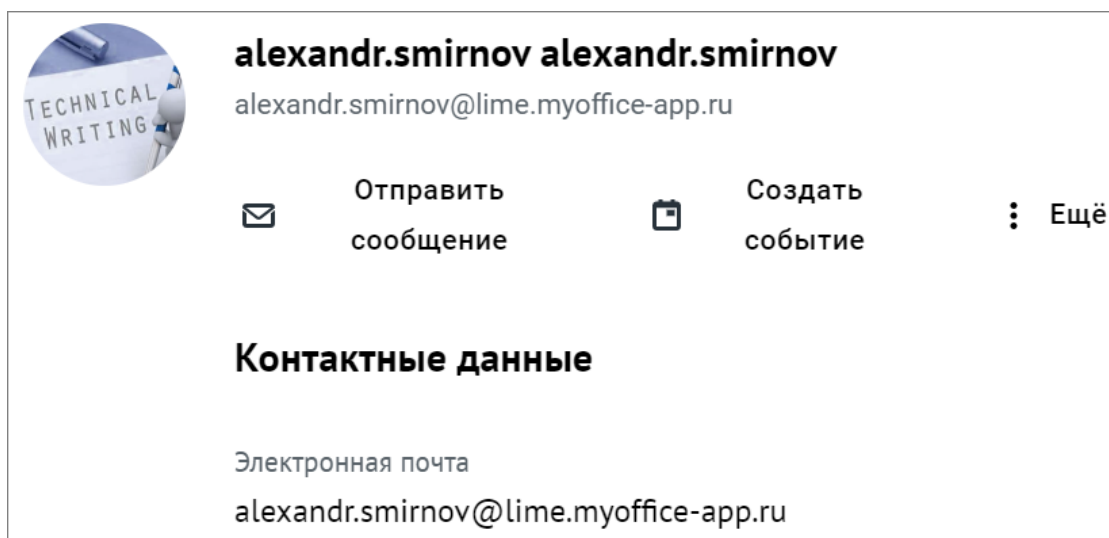 TECHNICAL
WRITING
alexandr.smirnov alexandr.smirnov
alexandr.smirnov@lime.myoffice-app.ru
Отправить
сообщение
Создать
событие
Ещё
Контактные данные
Электронная почта
alexandr.smirnov@lime.myoffice-app.ru